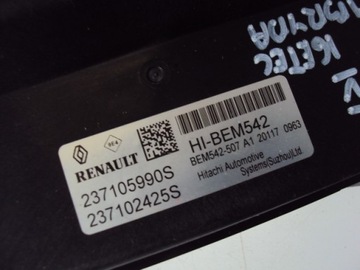 RENAULT
237105990S
237102425S
HI-BEM542
BEM542-507 A1 20117 0963
Hitachi Automotive
Systems(Suzhou)Ltd.